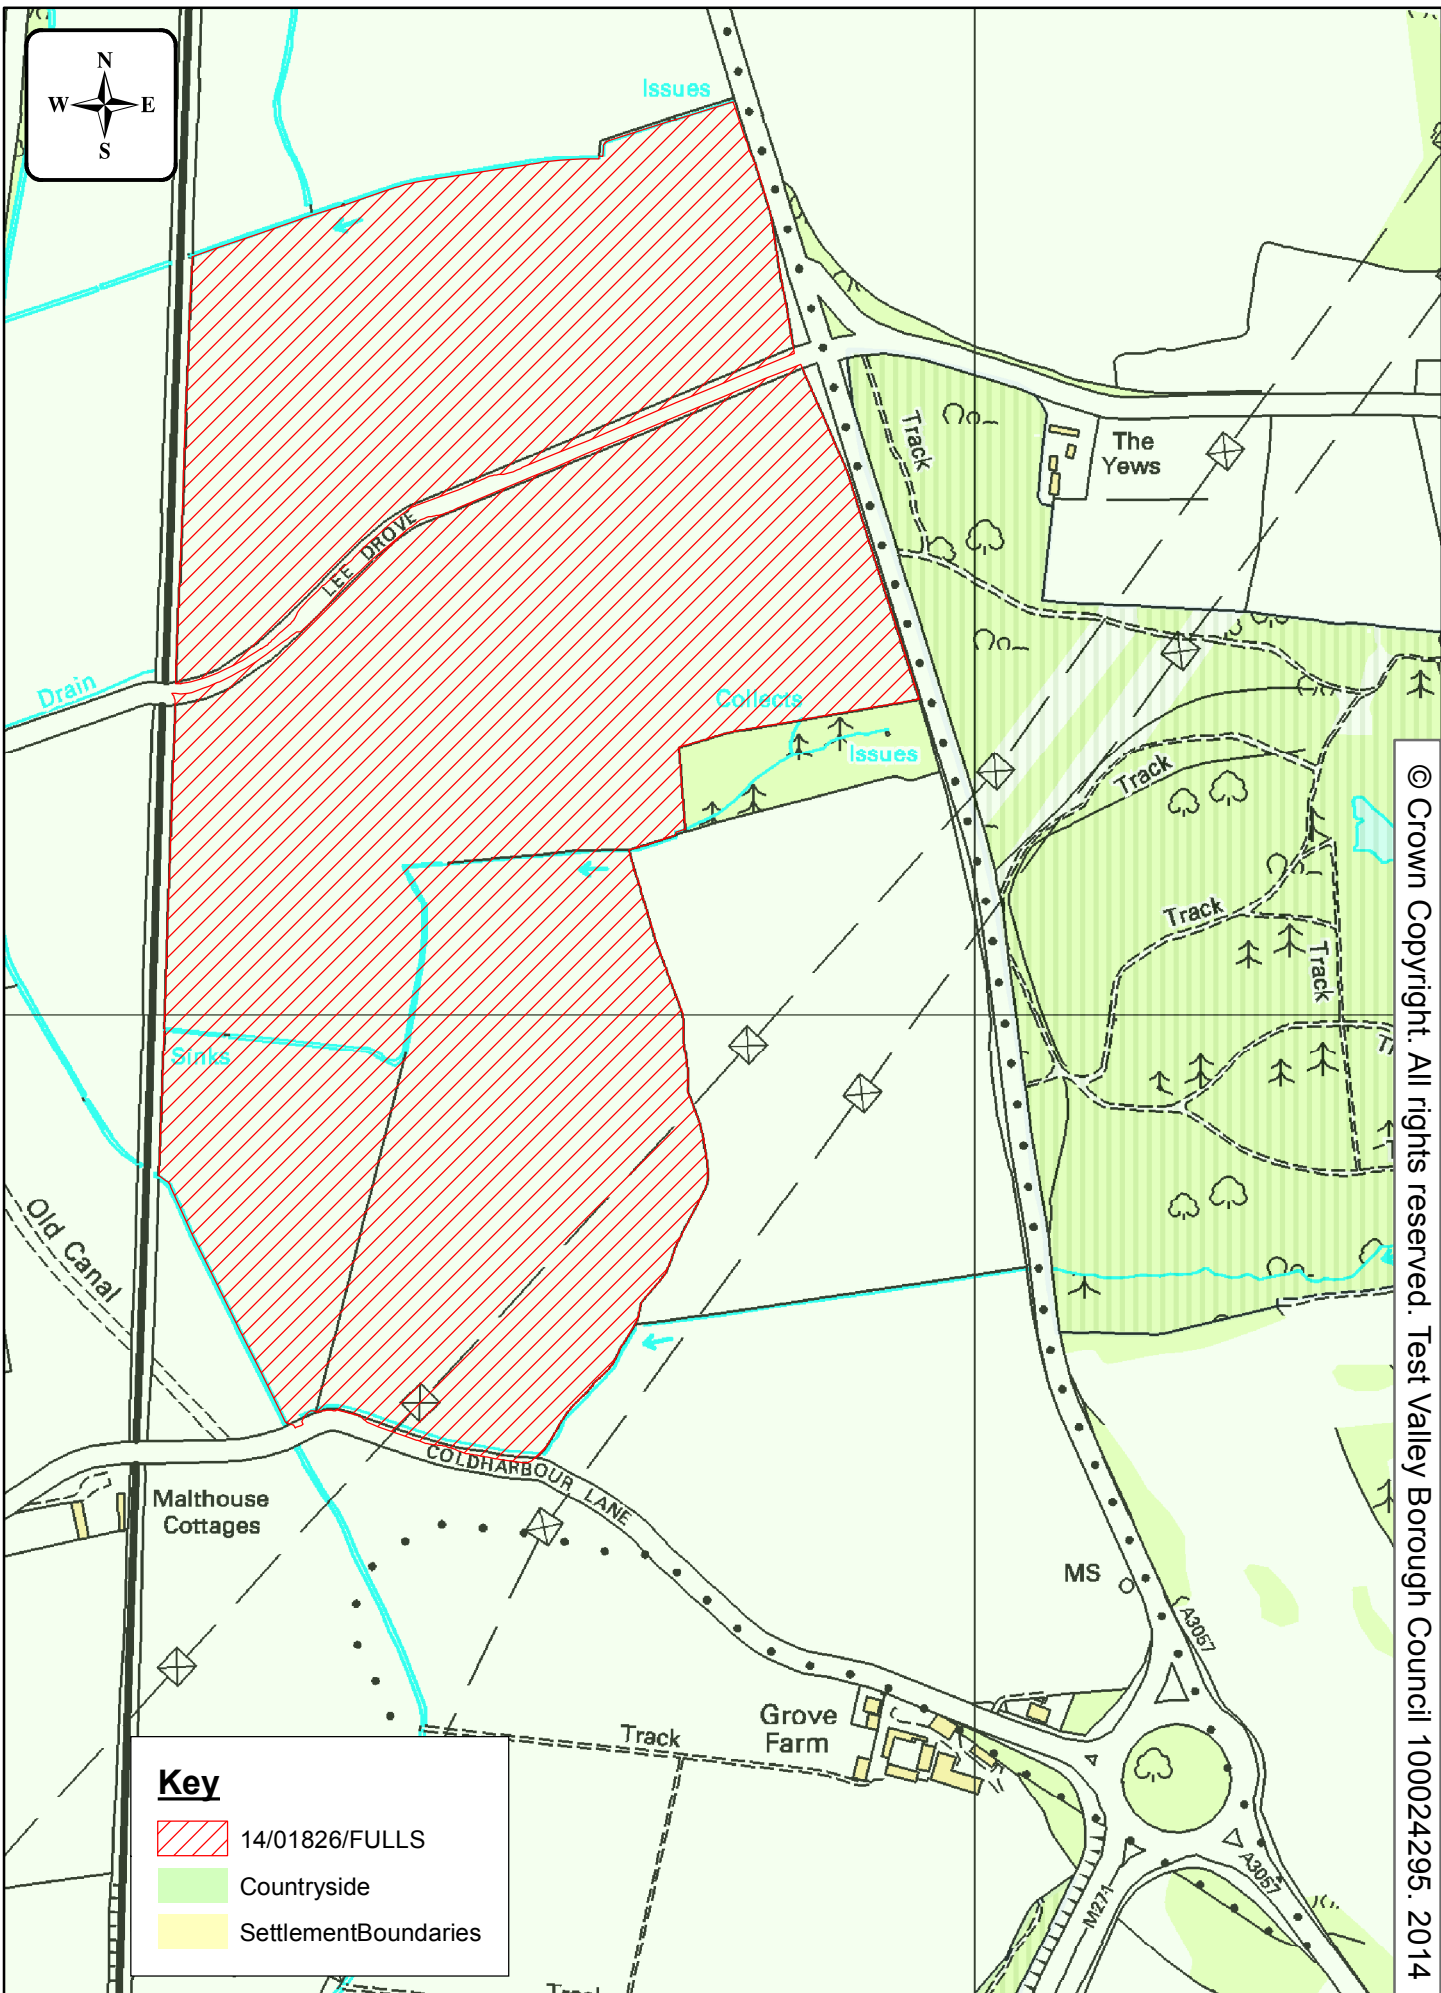 N
W E
S
Issues
Track
The
Yews
LEE DROVE
Drain
Collects
Issues
Track
Track
Track
Sinks
Old Canal
COLDHARBOUR LANE
Malthouse
Cottages
MS
A3057
Grove
Farm
Track
A3057
M271
Key
14/01826/FULLS
Countryside
SettlementBoundaries
© Crown Copyright. All rights reserved. Test Valley Borough Council 100024295. 2014